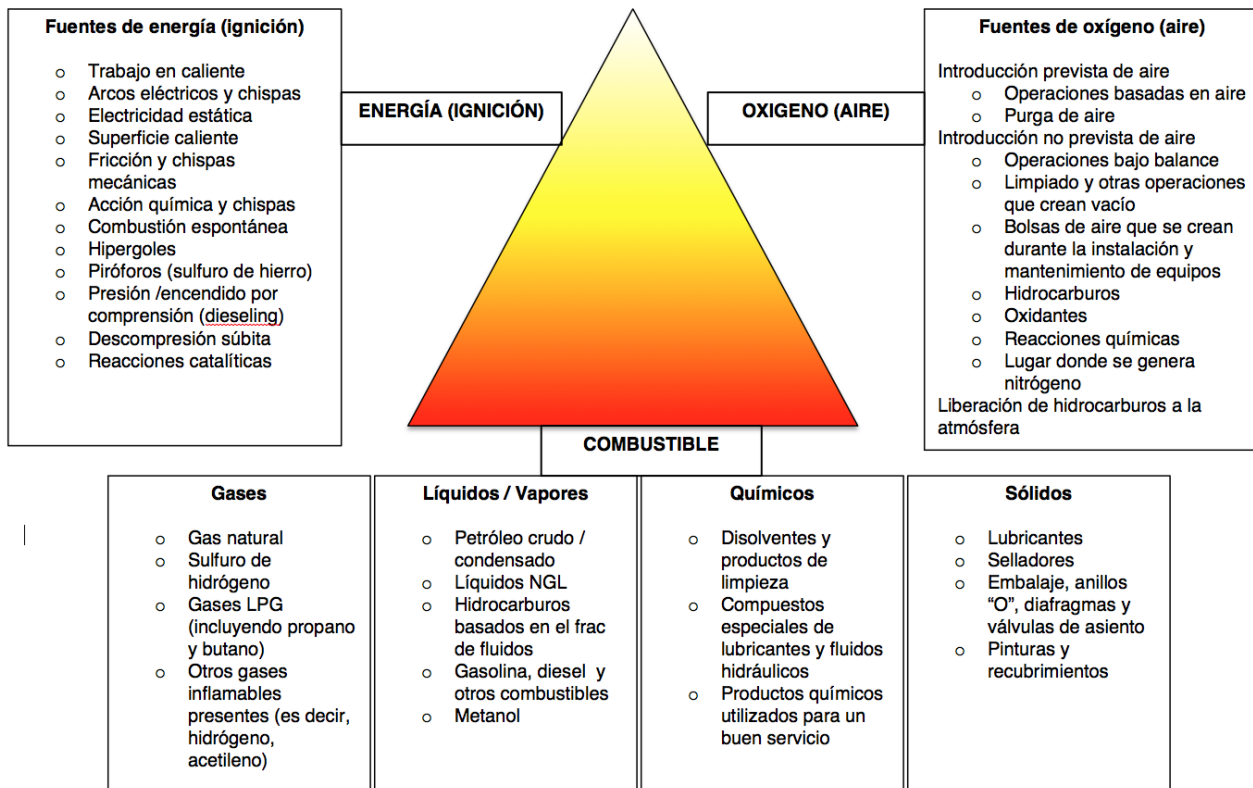 Fuentes de energía (ignición)
o Trabajo en caliente
o Arcos eléctricos y chispas
o Electricidad estática
o Superficie caliente
o Fricción y chispas
mecánicas
o Acción química y chispas
o Combustión espontánea
o Hipergoles
o Piróforos (sulfuro de hierro)
o Presión /encendido por
comprensión (dieseling)
o Descompresión súbita
o Reacciones catalíticas
ENERGÍA (IGNICIÓN)
OXIGENO (AIRE)
Fuentes de oxígeno (aire)
Introducción prevista de aire
o Operaciones basadas en aire
o Purga de aire
Introducción no prevista de aire
o Operaciones bajo balance
o Limpiado y otras operaciones
que crean vacío
o Bolsas de aire que se crean
durante la instalación y
mantenimiento de equipos
o Hidrocarburos
o Oxidantes
o Reacciones químicas
o Lugar donde se genera
nitrógeno
Liberación de hidrocarburos a la
atmósfera
COMBUSTIBLE
Gases
o Gas natural
o Sulfuro de
hidrógeno
o Gases LPG
(incluyendo propano
y butano)
o Otros gases
inflamables
presentes (es decir,
hidrógeno,
acetileno)
Líquidos / Vapores
o Petróleo crudo /
condensado
o Líquidos NGL
o Hidrocarburos
basados en el frac
de fluidos
o Gasolina, diesel y
otros combustibles
o Metanol
Químicos
o Disolventes y
productos de
limpieza
o Compuestos
especiales de
lubricantes y fluidos
hidráulicos
o Productos químicos
utilizados para un
buen servicio
Sólidos
o Lubricantes
o Selladores
o Embalaje, anillos
“O”, diafragmas y
válvulas de asiento
o Pinturas y
recubrimientos